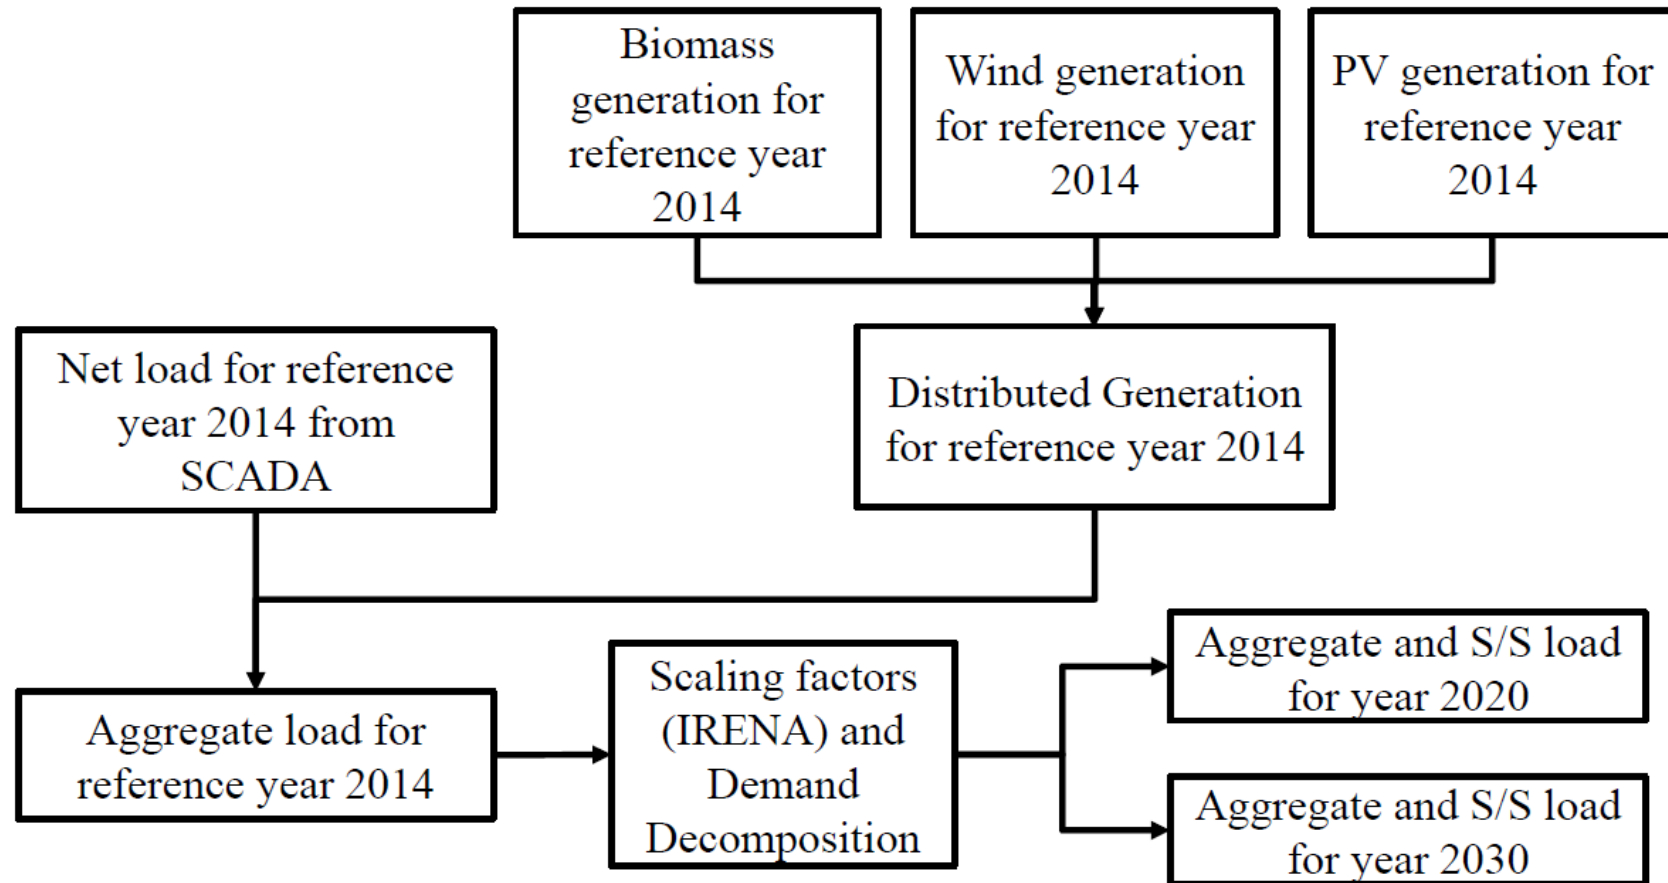 Biomass
generation for
reference year
2014
Wind generation
for reference year
2014
PV generation for
reference year
2014
Net load for reference
year 2014 from
SCADA
Distributed Generation
for reference year 2014
Aggregate load for
reference year 2014
Scaling factors
(IRENA) and
Demand
Decomposition
Aggregate and S/S load
for year 2020
Aggregate and S/S load
for year 2030